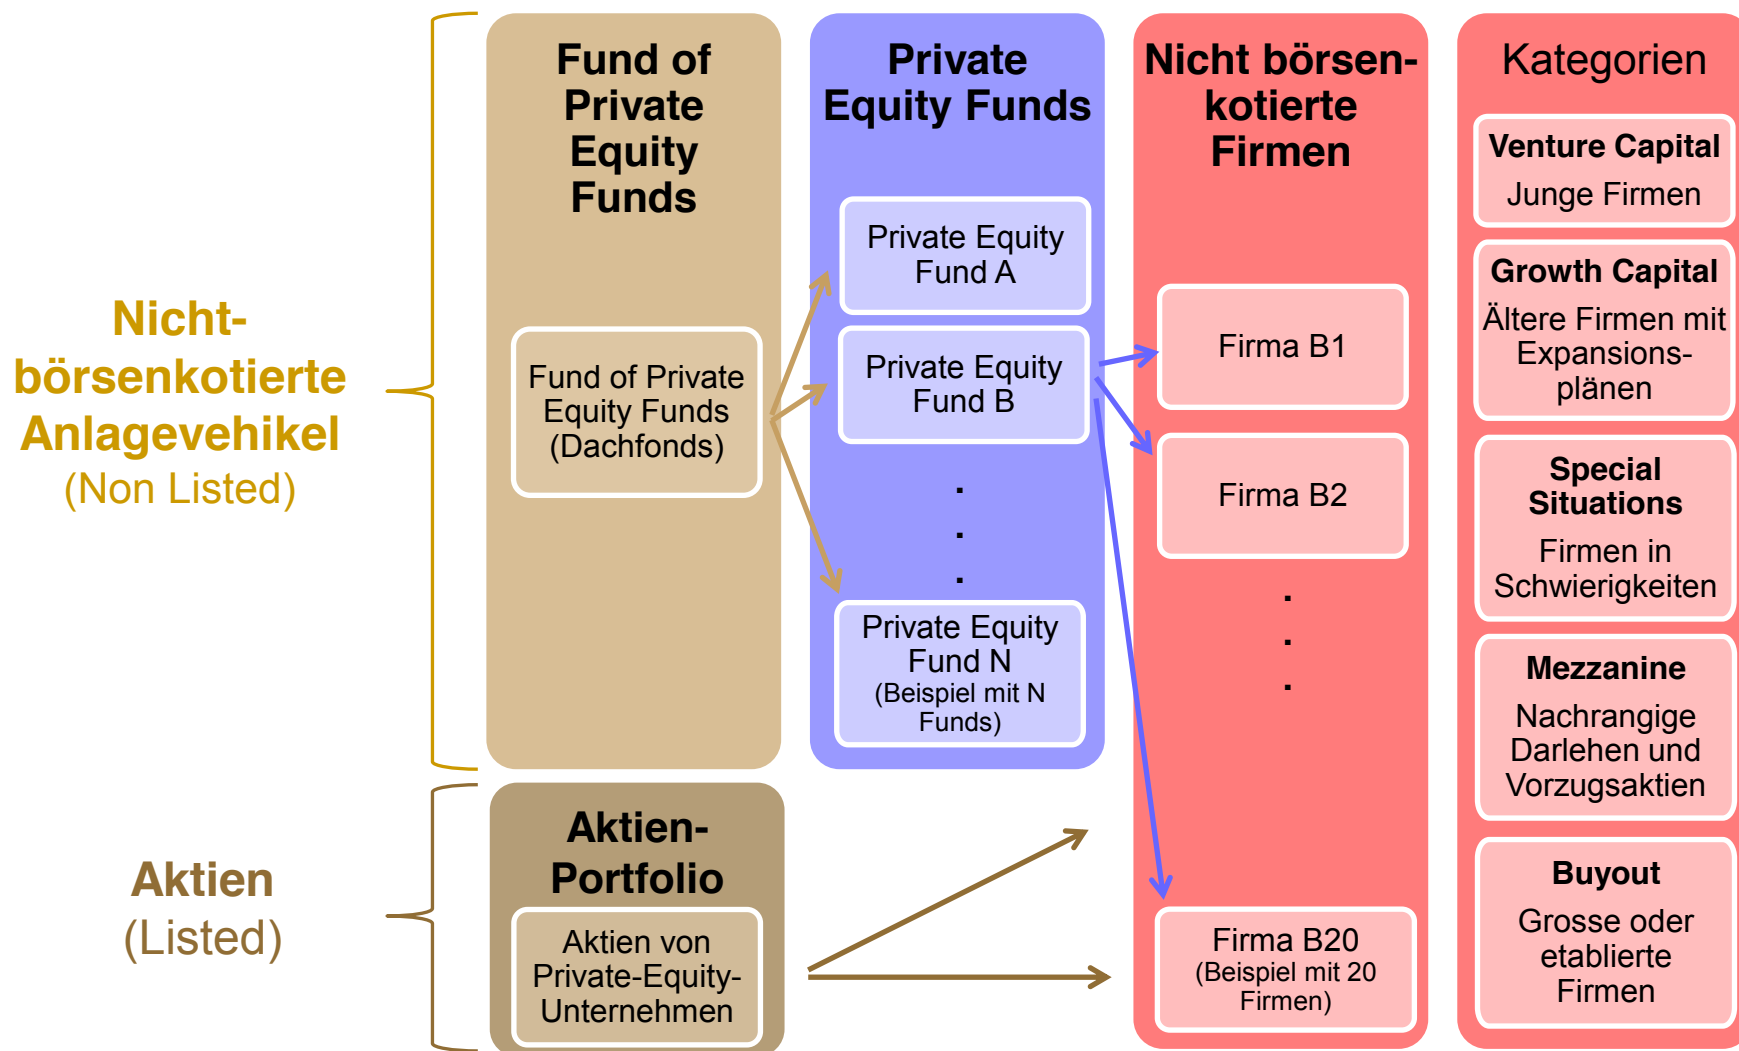 Nicht-
börsenkotierte
Anlagevehikel
(Non Listed)
Aktien
(Listed)
Fund of
Private
Equity
Funds
Fund of Private
Equity Funds
(Dachfonds)
Aktien-
Portfolio
Aktien von
Private-Equity-
Unternehmen
Private
Equity Funds
Private Equity
Fund A
Private Equity
Fund B
.
.
.
Private Equity
Fund N
(Beispiel mit N
Funds)
Nicht börsen-
kotierte
Firmen
Firma B1
Firma B2
.
.
.
Firma B20
(Beispiel mit 20
Firmen)
Kategorien
Venture Capital
Junge Firmen
Growth Capital
Ältere Firmen mit
Expansions-
plänen
Special
Situations
Firmen in
Schwierigkeiten
Mezzanine
Nachrangige
Darlehen und
Vorzugsaktien
Buyout
Grosse oder
etablierte
Firmen